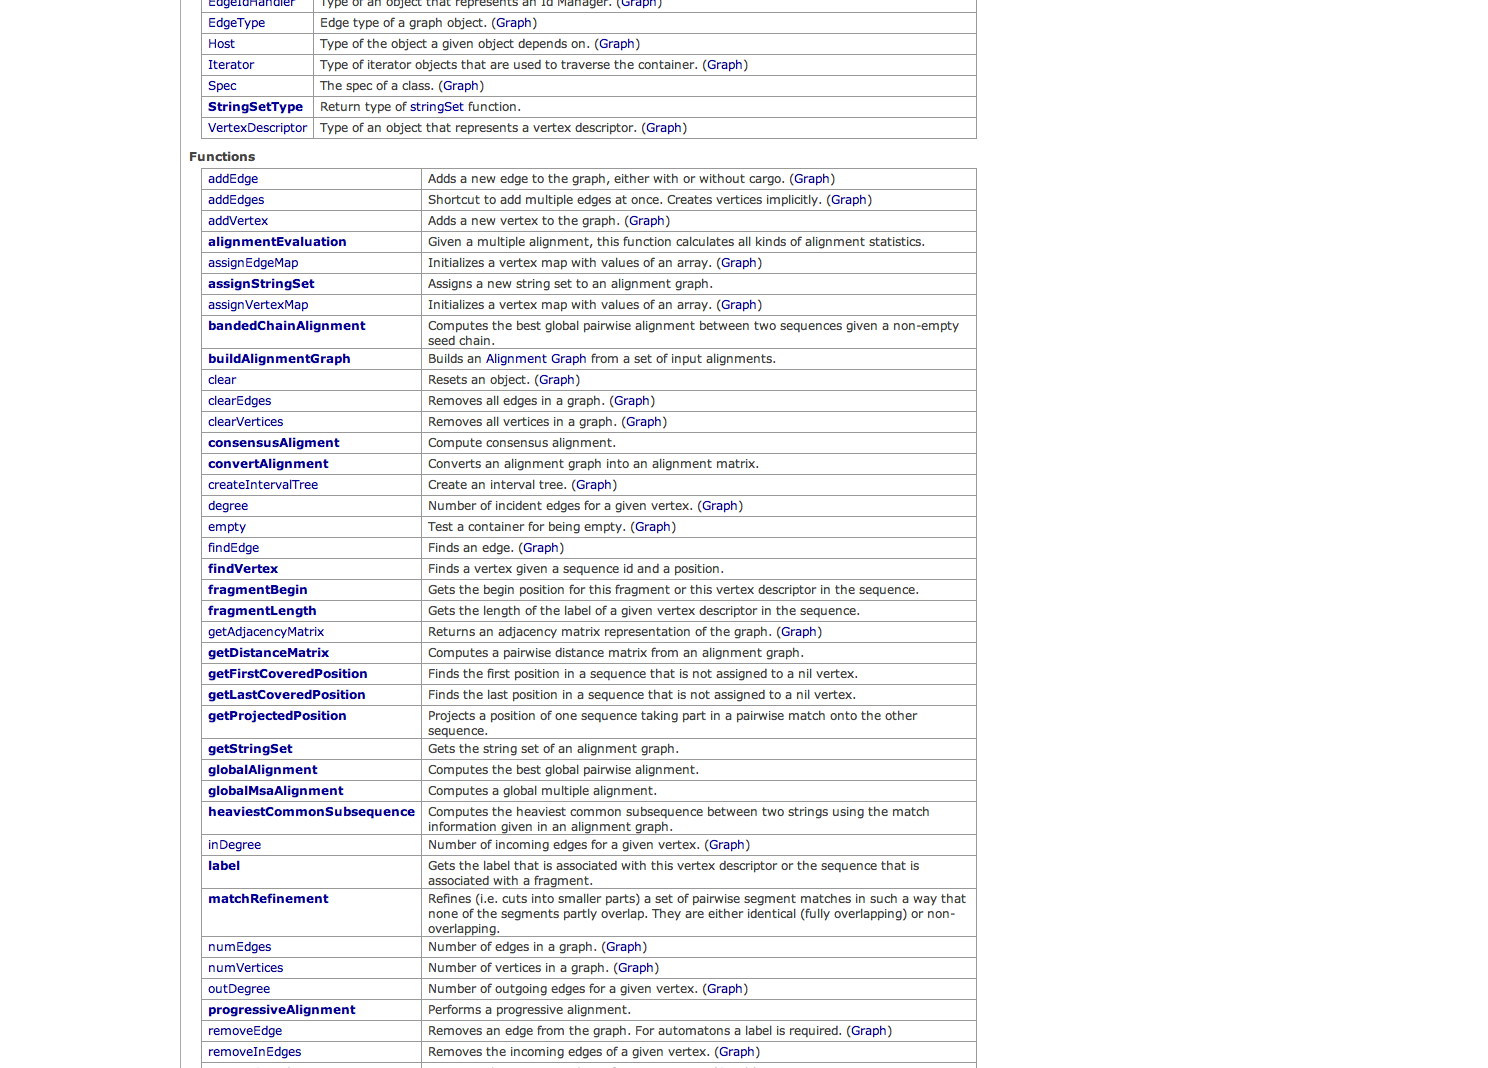 EdgeIdHandler Type of an object that represents an Id Manager. (Graph)
EdgeType Edge type of a graph object. (Graph)
Host Type of the object a given object depends on. (Graph)
Iterator Type of iterator objects that are used to traverse the container. (Graph)
Spec The spec of a class. (Graph)
StringSetType Return type of stringSet function.
VertexDescriptor Type of an object that represents a vertex descriptor. (Graph)
Functions
addEdge Adds a new edge to the graph, either with or without cargo. (Graph)
addEdges Shortcut to add multiple edges at once. Creates vertices implicitly. (Graph)
addVertex Adds a new vertex to the graph. (Graph)
alignmentEvaluation Given a multiple alignment, this function calculates all kinds of alignment statistics.
assignEdgeMap Initializes a vertex map with values of an array. (Graph)
assignStringSet Assigns a new string set to an alignment graph.
assignVertexMap Initializes a vertex map with values of an array. (Graph)
bandedChainAlignment Computes the best global pairwise alignment between two sequences given a non-empty
seed chain.
buildAlignmentGraph Builds an Alignment Graph from a set of input alignments.
clear Resets an object. (Graph)
clearEdges Removes all edges in a graph. (Graph)
clearVertices Removes all vertices in a graph. (Graph)
consensusAligment Compute consensus alignment.
convertAlignment Converts an alignment graph into an alignment matrix.
createIntervalTree Create an interval tree. (Graph)
degree Number of incident edges for a given vertex. (Graph)
empty Test a container for being empty. (Graph)
findEdge Finds an edge. (Graph)
findVertex Finds a vertex given a sequence id and a position.
fragmentBegin Gets the begin position for this fragment or this vertex descriptor in the sequence.
fragmentLength Gets the length of the label of a given vertex descriptor in the sequence.
getAdjacencyMatrix Returns an adjacency matrix representation of the graph. (Graph)
getDistanceMatrix Computes a pairwise distance matrix from an alignment graph.
getFirstCoveredPosition Finds the first position in a sequence that is not assigned to a nil vertex.
getLastCoveredPosition Finds the last position in a sequence that is not assigned to a nil vertex.
getProjectedPosition Projects a position of one sequence taking part in a pairwise match onto the other
sequence.
getStringSet Gets the string set of an alignment graph.
globalAlignment Computes the best global pairwise alignment.
globalMsaAlignment Computes a global multiple alignment.
heaviestCommonSubsequence Computes the heaviest common subsequence between two strings using the match
information given in an alignment graph.
inDegree Number of incoming edges for a given vertex. (Graph)
label Gets the label that is associated with this vertex descriptor or the sequence that is
associated with a fragment.
matchRefinement Refines (i.e. cuts into smaller parts) a set of pairwise segment matches in such a way that
none of the segments partly overlap. They are either identical (fully overlapping) or non-
overlapping.
numEdges Number of edges in a graph. (Graph)
numVertices Number of vertices in a graph. (Graph)
outDegree Number of outgoing edges for a given vertex. (Graph)
progressiveAlignment Performs a progressive alignment.
removeEdge Removes an edge from the graph. For automatons a label is required. (Graph)
removeInEdges Removes the incoming edges of a given vertex. (Graph)